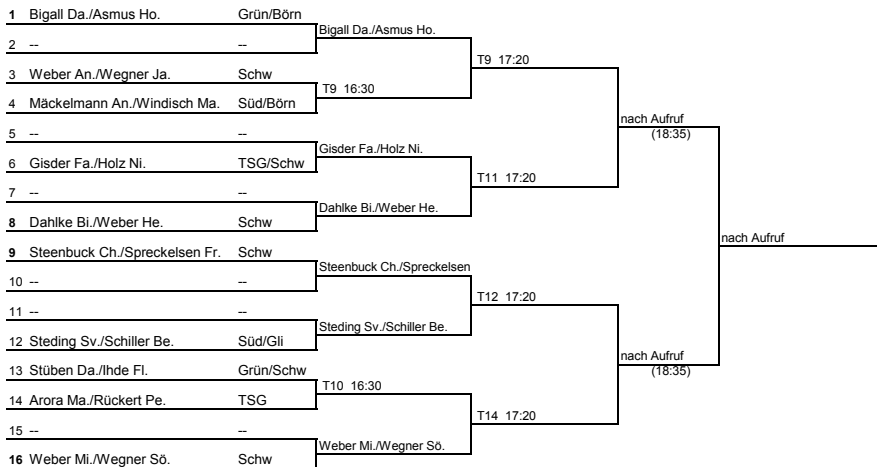 1 Bigall Da./Asmus Ho. Grün/Börn
Bigall Da./Asmus Ho.
2 -- --
T9 17:20
3 Weber An./Wegner Ja. Schw
T9 16:30
4 Mäckelmann An./Windisch Ma. Süd/Börn
nach Aufruf
(18:35)
5 -- --
Gisder Fa./Holz Ni.
6 Gisder Fa./Holz Ni. TSG/Schw
T11 17:20
7 -- --
Dahlke Bi./Weber He.
8 Dahlke Bi./Weber He. Schw
nach Aufruf
9 Steenbuck Ch./Spreckelsen Fr. Schw
Steenbuck Ch./Spreckelsen
10 -- --
T12 17:20
11 -- --
Steding Sv./Schiller Be.
12 Steding Sv./Schiller Be. Süd/Gli
nach Aufruf
(18:35)
13 Stüben Da./Ihde Fl. Grün/Schw
T10 16:30
14 Arora Ma./Rückert Pe. TSG
T14 17:20
15 -- --
Weber Mi./Wegner Sö.
16 Weber Mi./Wegner Sö. Schw